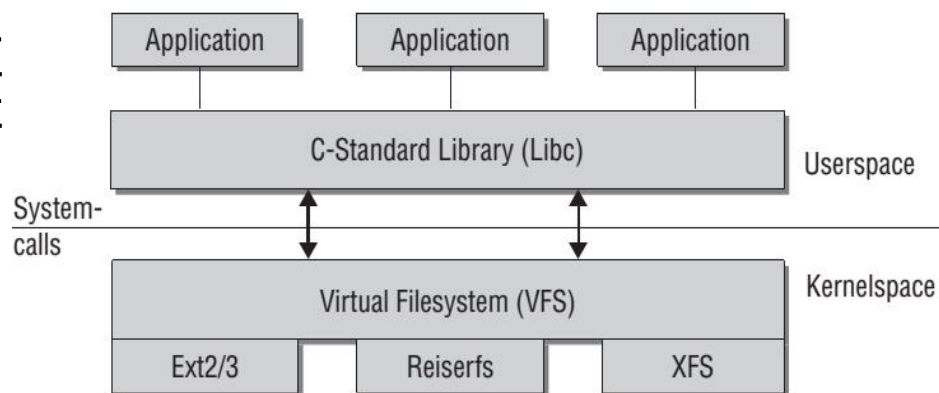 Application
Application
Application
C-Standard Library (Libc)
Userspace
System-
calls
Kernelspace
Virtual Filesystem (VFS)
Ext2/3
Reiserfs
XFS